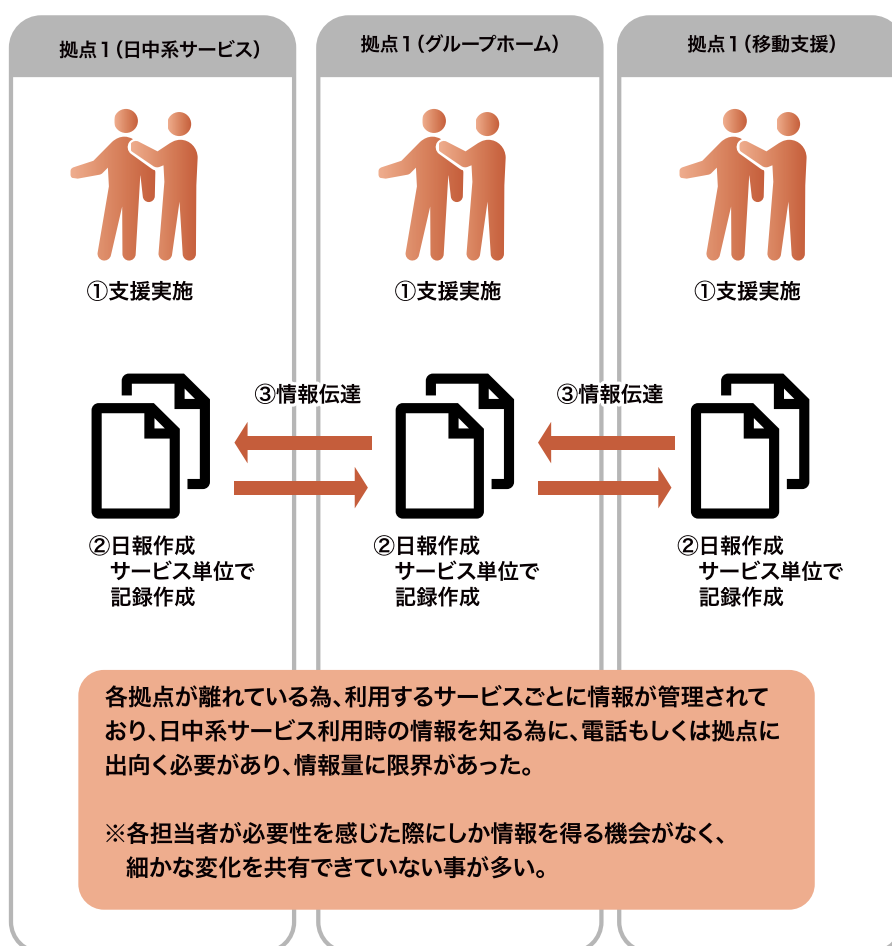 拠点1（日中系サービス）
拠点1（グループホーム）
拠点1（移動支援）
①支援実施
①支援実施
①支援実施
③情報伝達
③情報伝達
②日報作成
サービス単位で
記録作成
②日報作成
サービス単位で
記録作成
②日報作成
サービス単位で
記録作成
各拠点が離れている為、利用するサービスごとに情報が管理されて
おり、日中系サービス利用時の情報を知る為に、電話もしくは拠点に
出向く必要があり、情報量に限界があった。
※各担当者が必要性を感じた際にしか情報を得る機会がなく、
細かな変化を共有できていない事が多い。